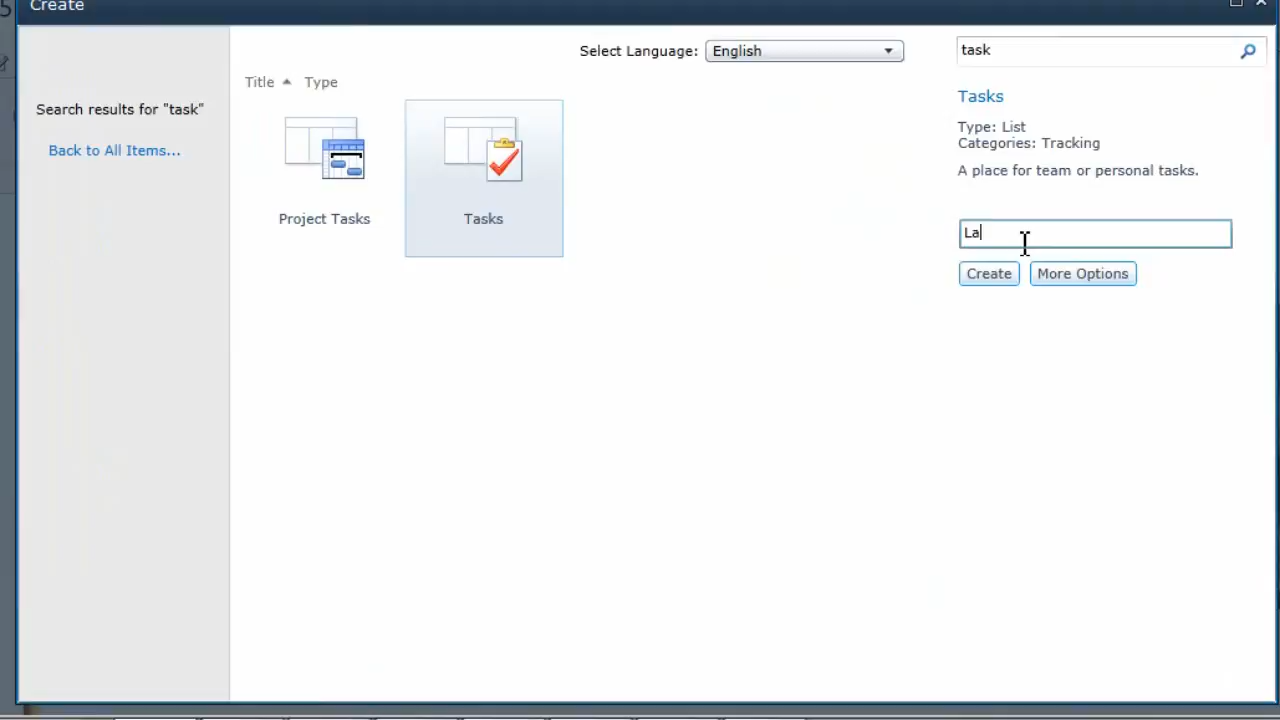 Create
Select Language: English
task
Title Type
Search results for "task"
Back to All Items...
Project Tasks
Tasks
Tasks
Type: List
Categories: Tracking
A place for team or personal tasks.
La
Create More Options